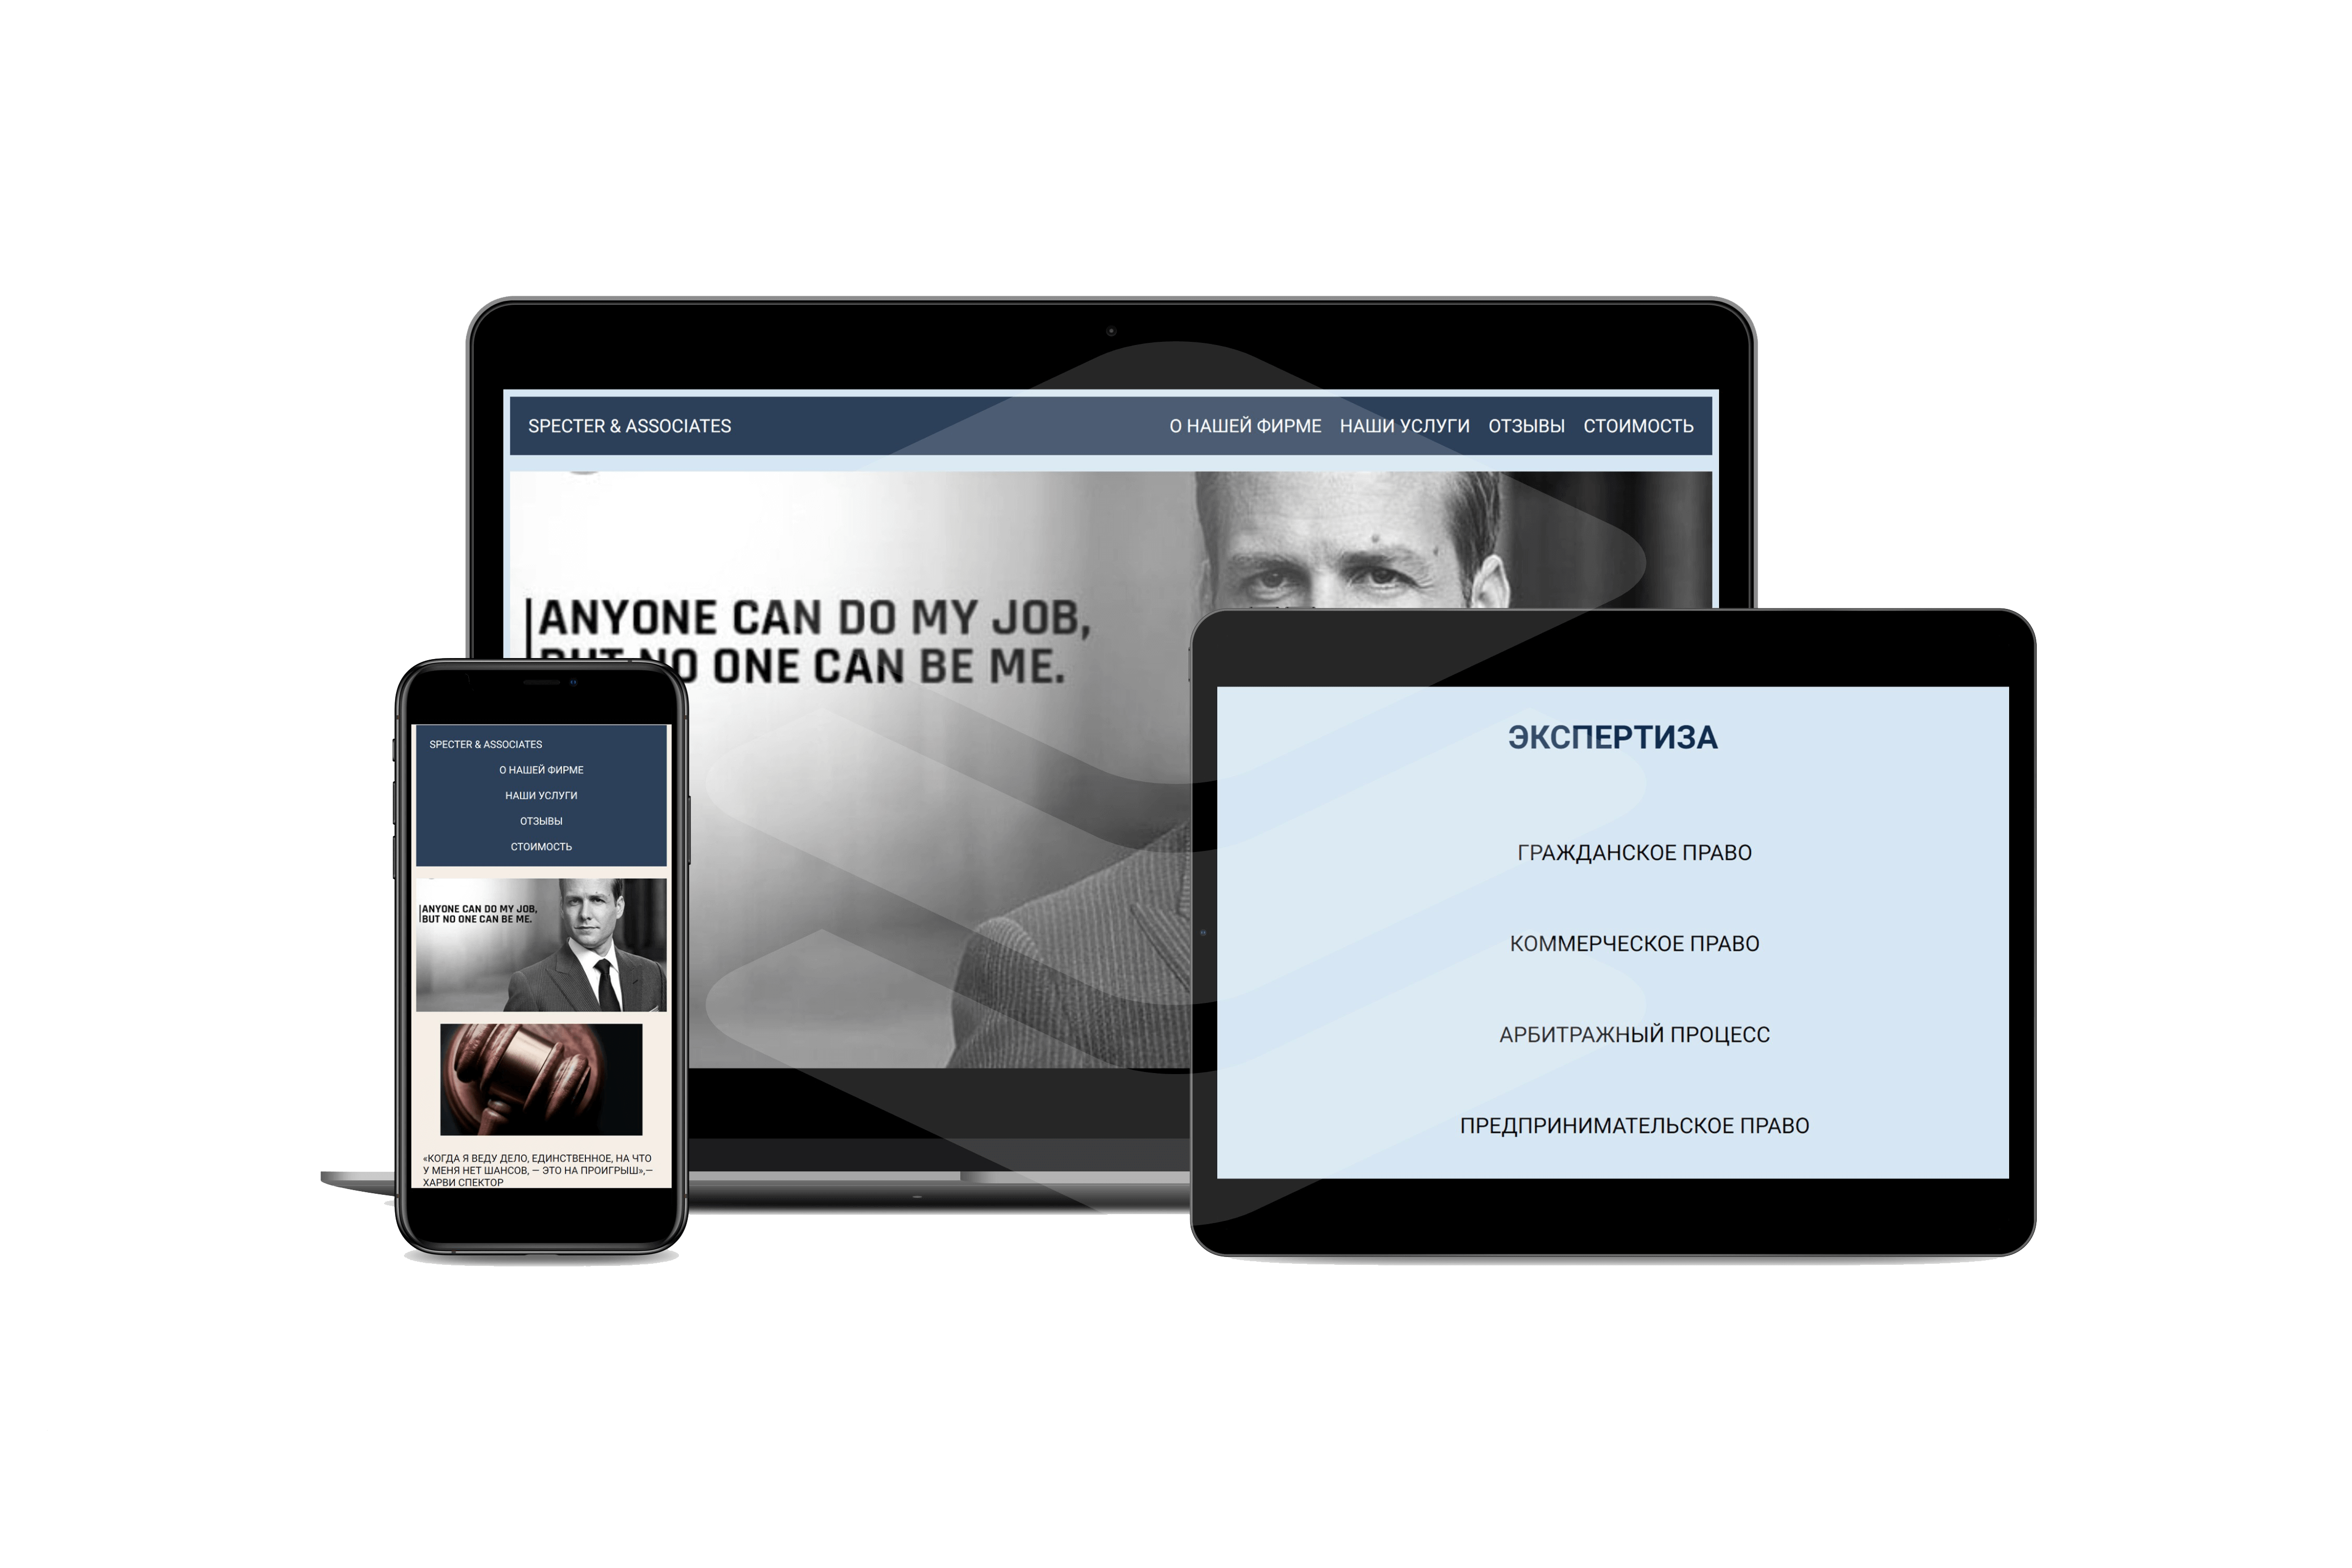 SPECTER & ASSOCIATES
О НАШЕЙ ФИРМЕ НАШИ УСЛУГИ ОТЗЫВЫ СТОИМОСТЬ
ANYONE CAN DO MY JOB,
BUT NO ONE CAN BE ME.
SPECTER & ASSOCIATES
О НАШЕЙ ФИРМЕ
НАШИ УСЛУГИ
ОТЗЫВЫ
СТОИМОСТЬ
ANYONE CAN DO MY JOB,
BUT NO ONE CAN BE ME.
«КОГДА Я ВЕДУ ДЕЛО, ЕДИНСТВЕННОЕ, НА ЧТО
У МЕНЯ НЕТ ШАНСОВ, – ЭТО НА ПРОИГРЫШ»,–
ХАРВИ СПЕКТОР
ЭКСПЕРТИЗА
ГРАЖДАНСКОЕ ПРАВО
КОММЕРЧЕСКОЕ ПРАВО
АРБИТРАЖНЫЙ ПРОЦЕСС
ПРЕДПРИНИМАТЕЛЬСКОЕ ПРАВО